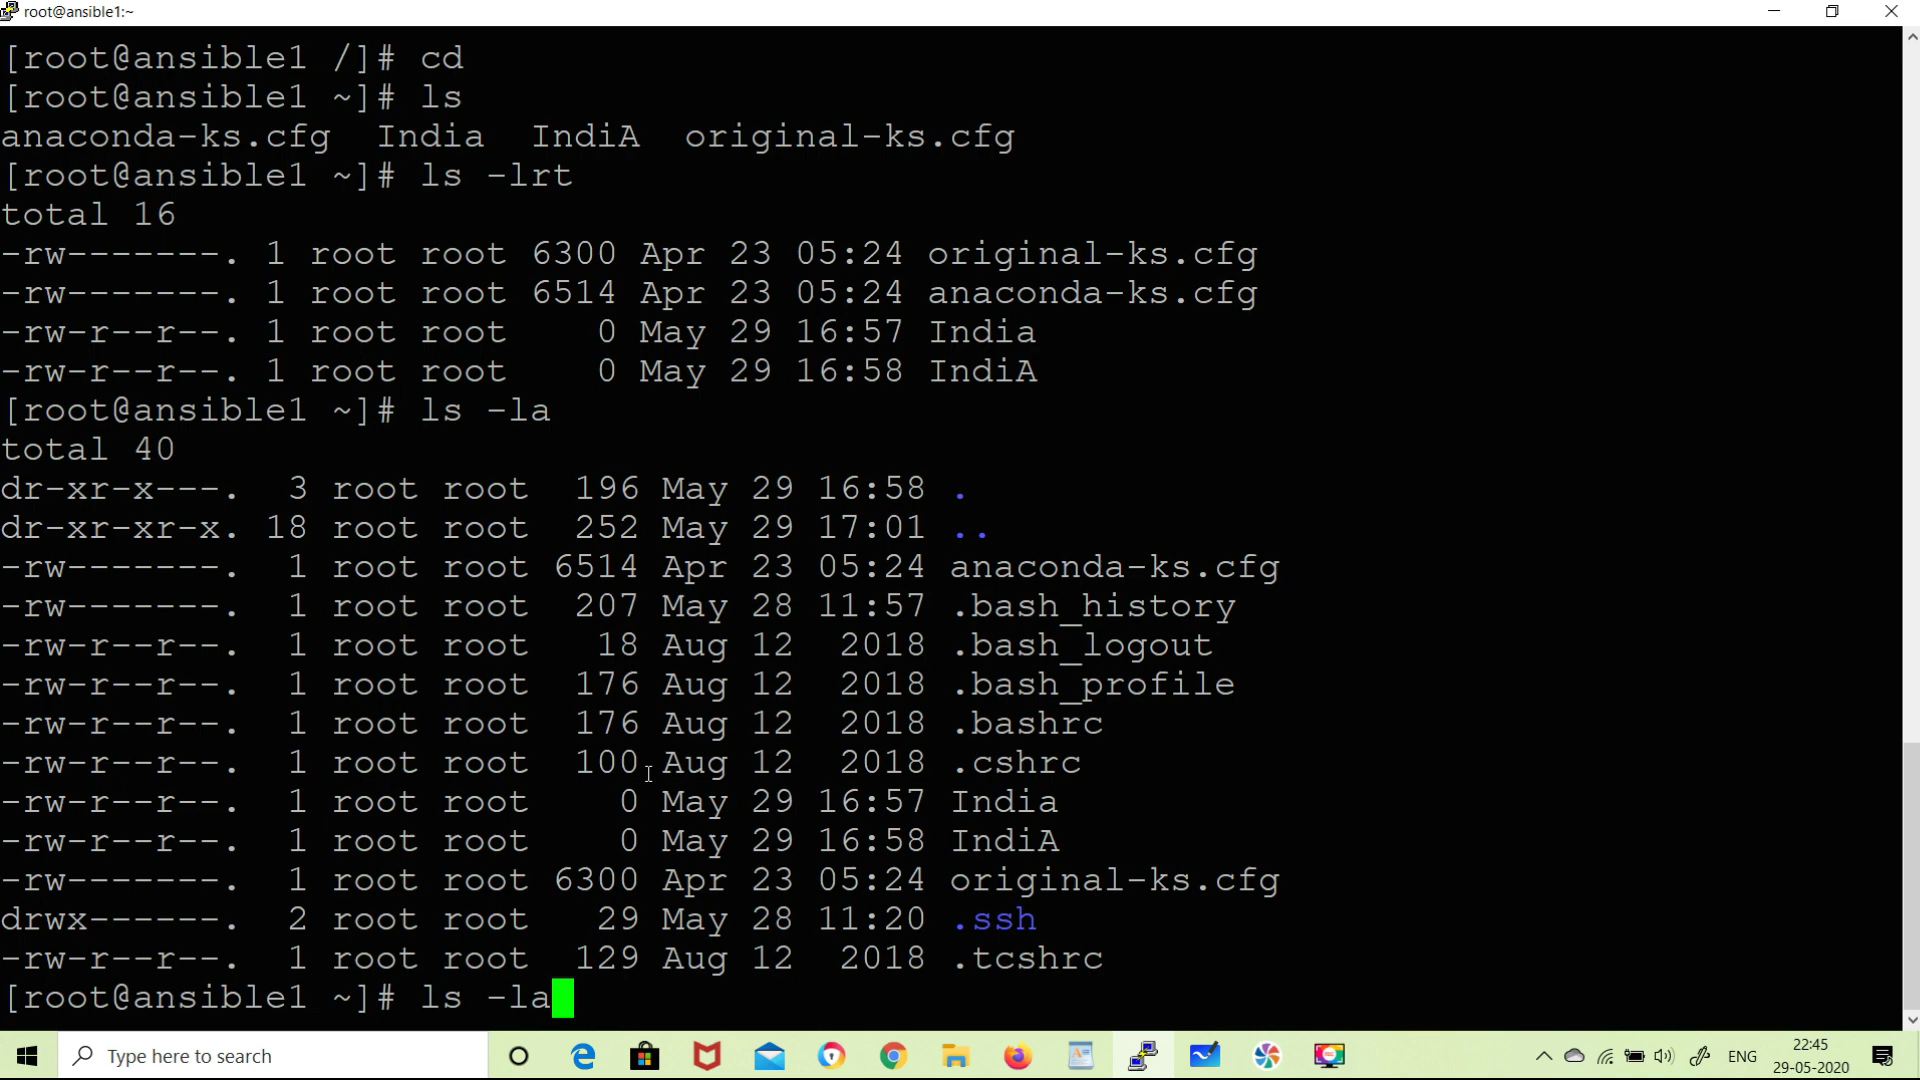 root@ansible1:~
[root@ansible1 /]# cd
[root@ansible1 ~]# ls
anaconda-ks.cfg  India  IndiA  original-ks.cfg
[root@ansible1 ~]# ls -lrt
total 16
-rw-------. 1 root root 6300 Apr 23 05:24 original-ks.cfg
-rw-------. 1 root root 6514 Apr 23 05:24 anaconda-ks.cfg
-rw-r--r--. 1 root root    0 May 29 16:57 India
-rw-r--r--. 1 root root    0 May 29 16:58 IndiA
[root@ansible1 ~]# ls -la
total 40
dr-xr-x---.  3 root root  196 May 29 16:58 .
dr-xr-xr-x. 18 root root  252 May 29 17:01 ..
-rw-------.  1 root root 6514 Apr 23 05:24 anaconda-ks.cfg
-rw-------.  1 root root  207 May 28 11:57 .bash_history
-rw-r--r--.  1 root root   18 Aug 12  2018 .bash_logout
-rw-r--r--.  1 root root  176 Aug 12  2018 .bash_profile
-rw-r--r--.  1 root root  176 Aug 12  2018 .bashrc
-rw-r--r--.  1 root root  100 Aug 12  2018 .cshrc
-rw-r--r--.  1 root root    0 May 29 16:57 India
-rw-r--r--.  1 root root    0 May 29 16:58 IndiA
-rw-------.  1 root root 6300 Apr 23 05:24 original-ks.cfg
drwx------.  2 root root   29 May 28 11:20 .ssh
-rw-r--r--.  1 root root  129 Aug 12  2018 .tcshrc
[root@ansible1 ~]# ls -la
Type here to search
ENG
22:45
29-05-2020